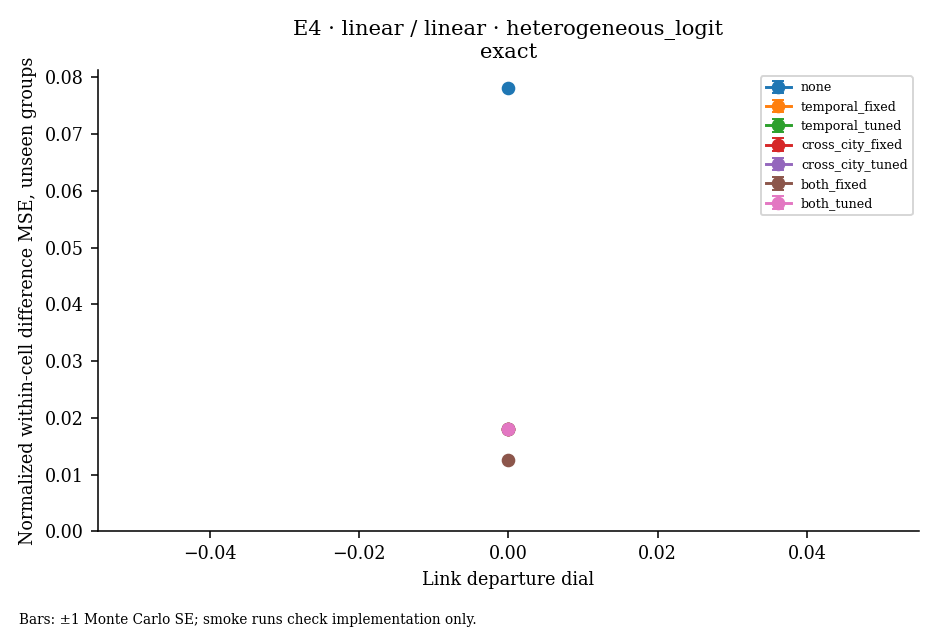 E4 · linear / linear · heterogeneous_logit
exact
Normalized within-cell difference MSE, unseen groups
0.08
0.07
0.06
0.05
0.04
0.03
0.02
0.01
0.00
none
temporal_fixed
temporal_tuned
cross_city_fixed
cross_city_tuned
both_fixed
both_tuned
−0.04 −0.02 0.00 0.02 0.04
Link departure dial
Bars: ±1 Monte Carlo SE; smoke runs check implementation only.